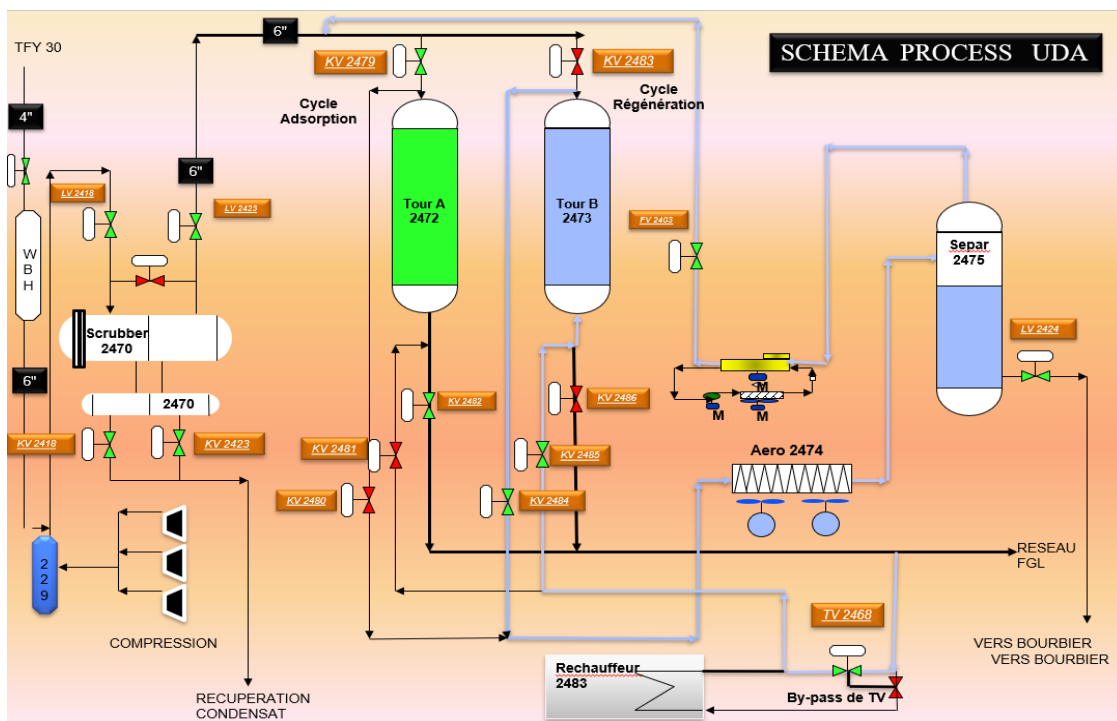 SCHEMA PROCESS UDA
TFY 30
6"
KV 2479
KV 2483
Cycle
Adsorption
Cycle
Régénération
4"
6"
LV 2418
LV 2423
W
B
H
Tour A
2472
Tour B
2473
FV 2403
Separ
2475
Scrubber
2470
LV 2424
6"
2470
KV 2482
KV 2486
M
M
M
KV 2418
KV 2423
KV 2481
KV 2485
Aero 2474
KV 2480
KV 2484
2
2
9
RESEAU
FGL
COMPRESSION
TV 2468
VERS BOURBIER
VERS BOURBIER
Rechauffeur
2483
By-pass de TV
RECUPERATION
CONDENSAT